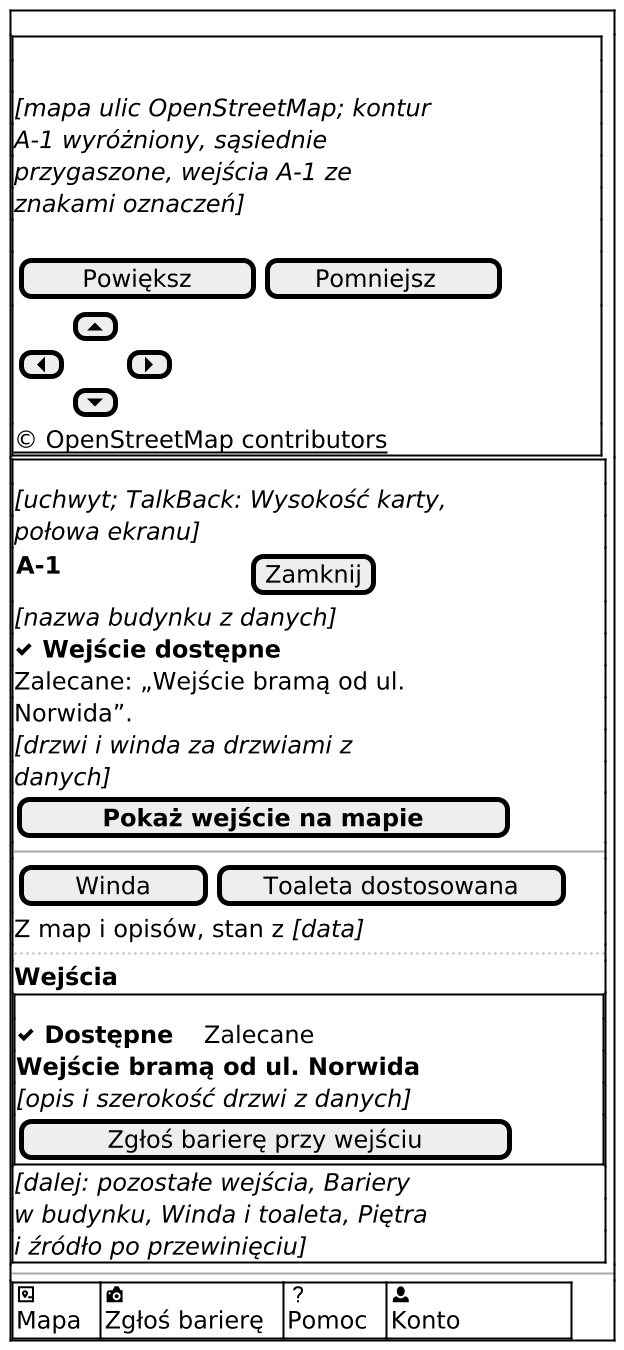 [mapa ulic OpenStreetMap; kontur
A-1 wyróżniony, sąsiednie
przygaszone, wejścia A-1 ze
znakami oznaczeń]
Powiększ Pomniejsz
© OpenStreetMap contributors
[uchwyt; TalkBack: Wysokość karty,
połowa ekranu]
A-1 Zamknij
[nazwa budynku z danych]
✓ Wejście dostępne
Zalecane: „Wejście bramą od ul.
Norwida”.
[drzwi i winda za drzwiami z
danych]
Pokaż wejście na mapie
Winda Toaleta dostosowana
Z map i opisów, stan z [data]
Wejścia
✓ Dostępne Zalecane
Wejście bramą od ul. Norwida
[opis i szerokość drzwi z danych]
Zgłoś barierę przy wejściu
[dalej: pozostałe wejścia, Bariery
w budynku, Winda i toaleta, Piętra
i źródło po przewinięciu]
?
Mapa Zgłoś barierę Pomoc Konto